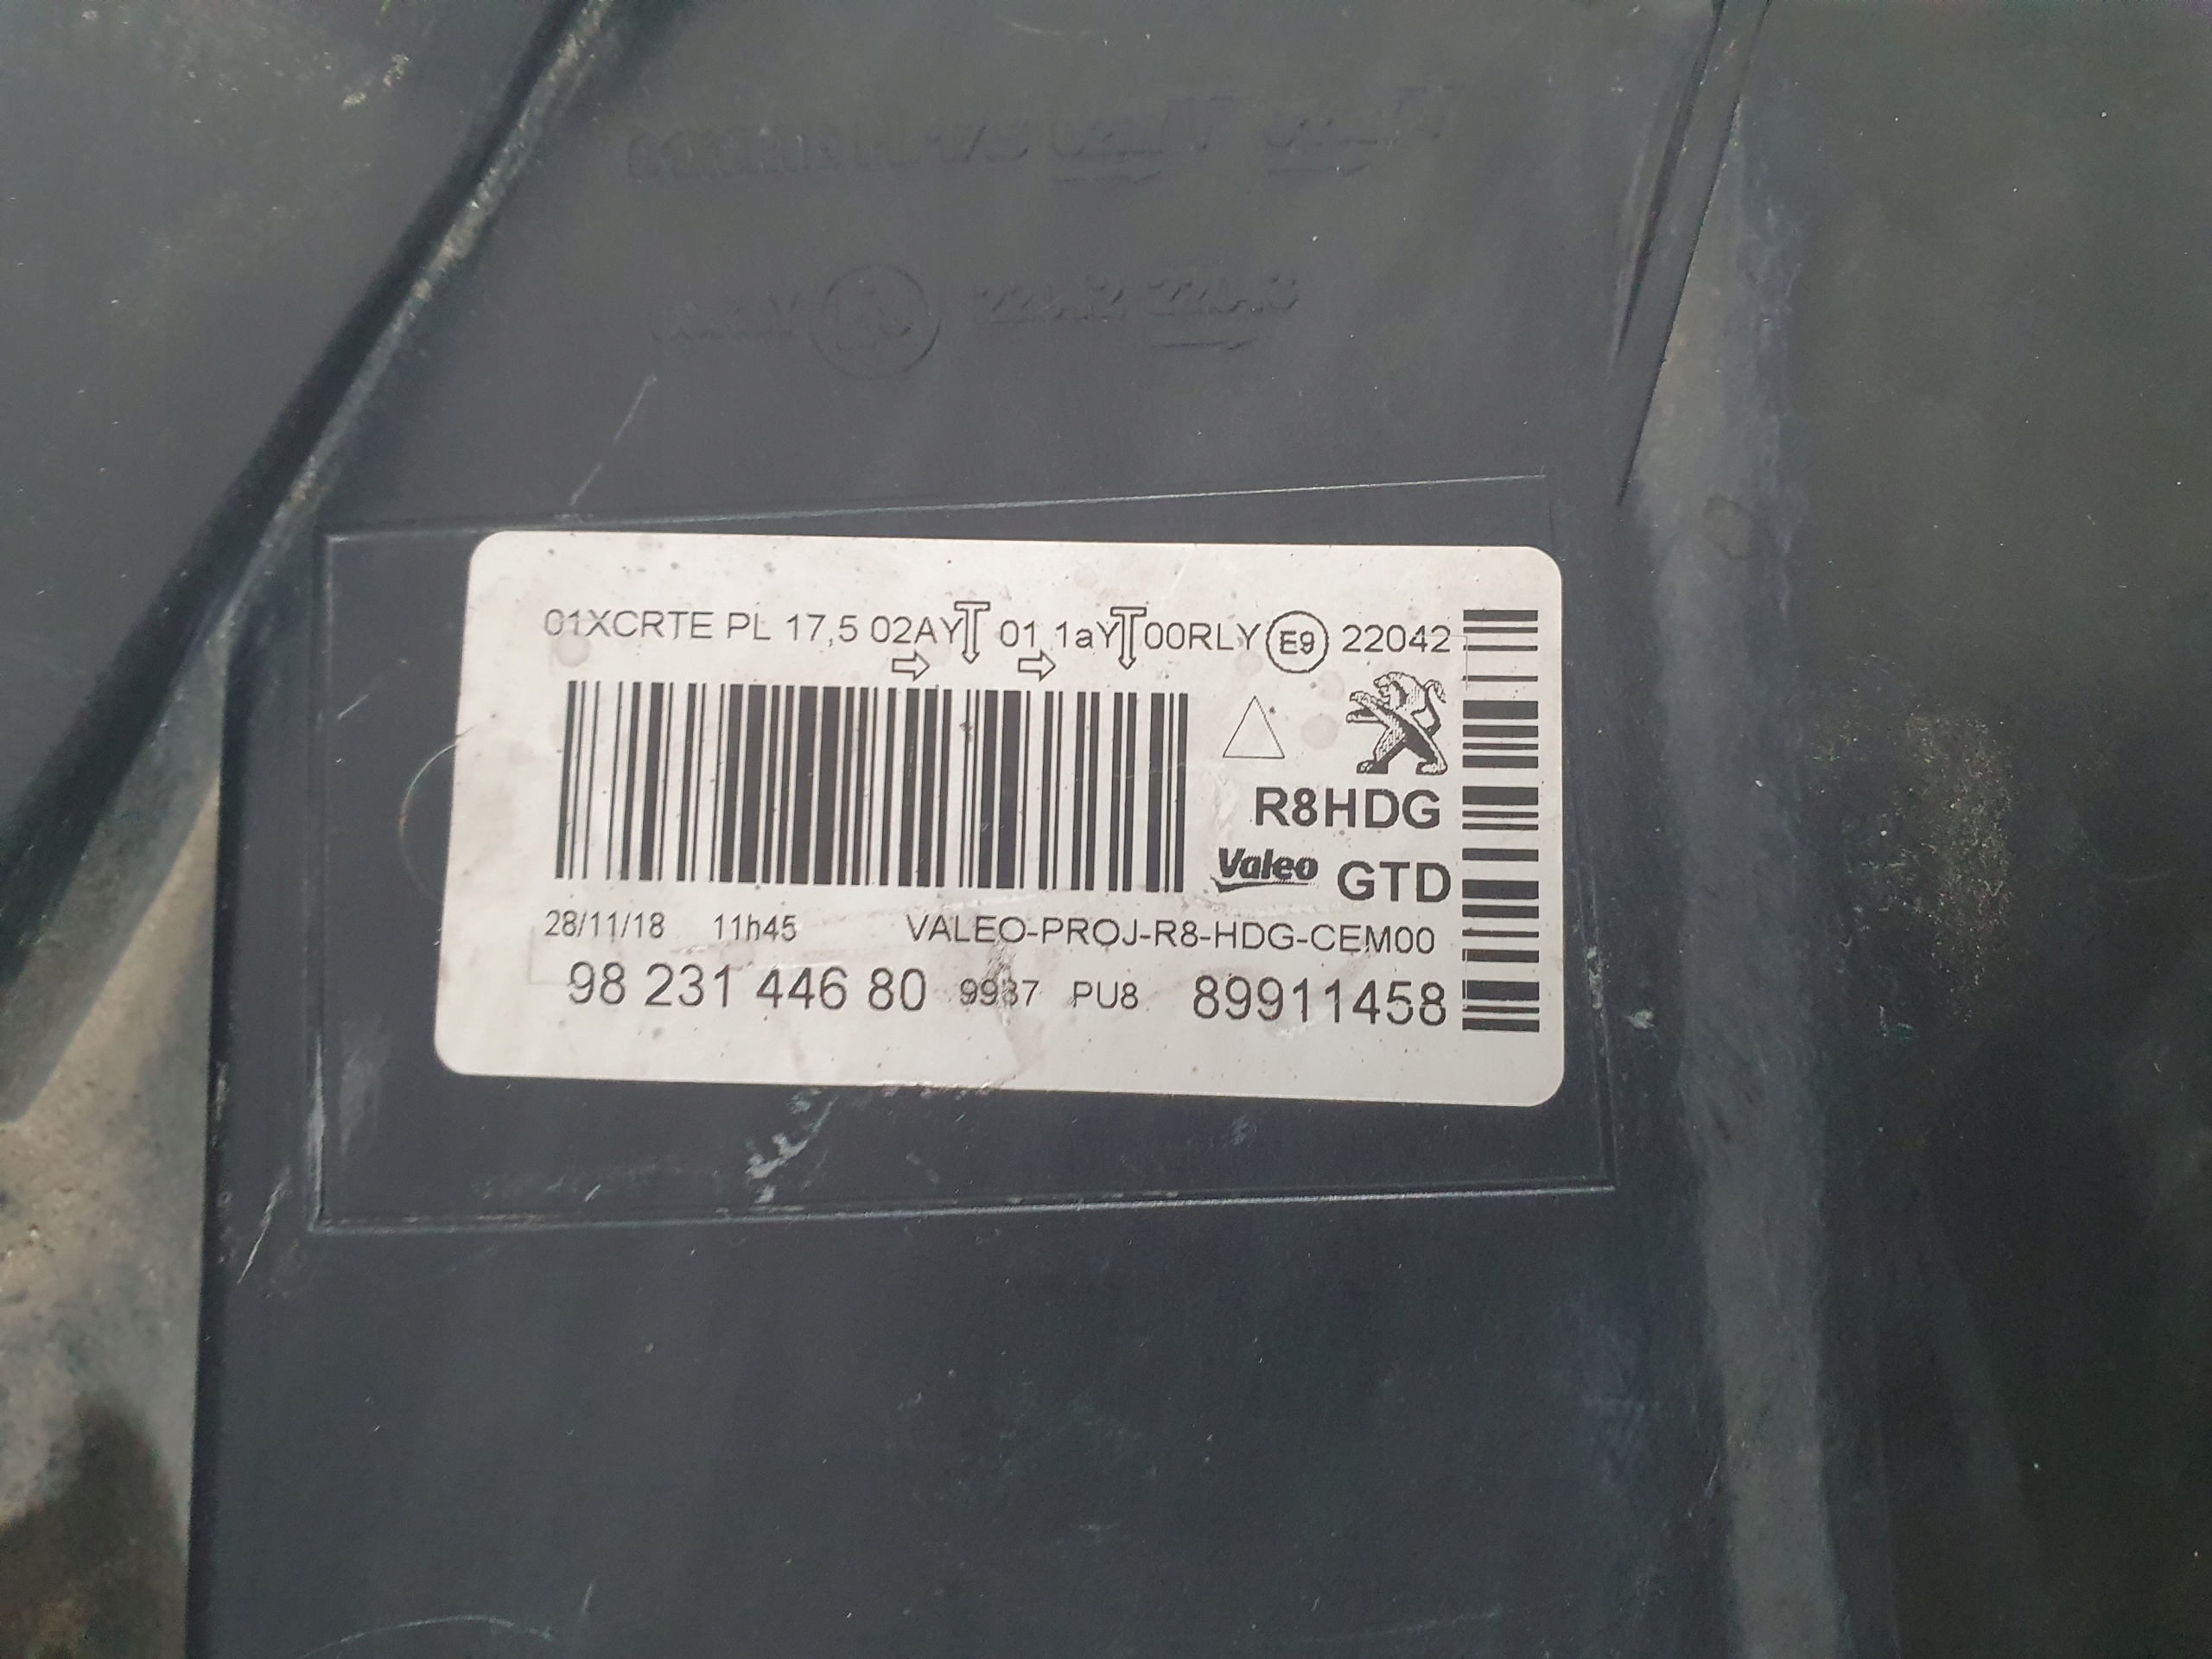 01XCRTE PL 17,5 02AY 01 1aY 00RLY E9 22042
R8HDG
Valeo GTD
28/11/18 11h45 VALEO-PROJ-R8-HDG-CEM00
98 231 446 80 9937 PU8 89911458